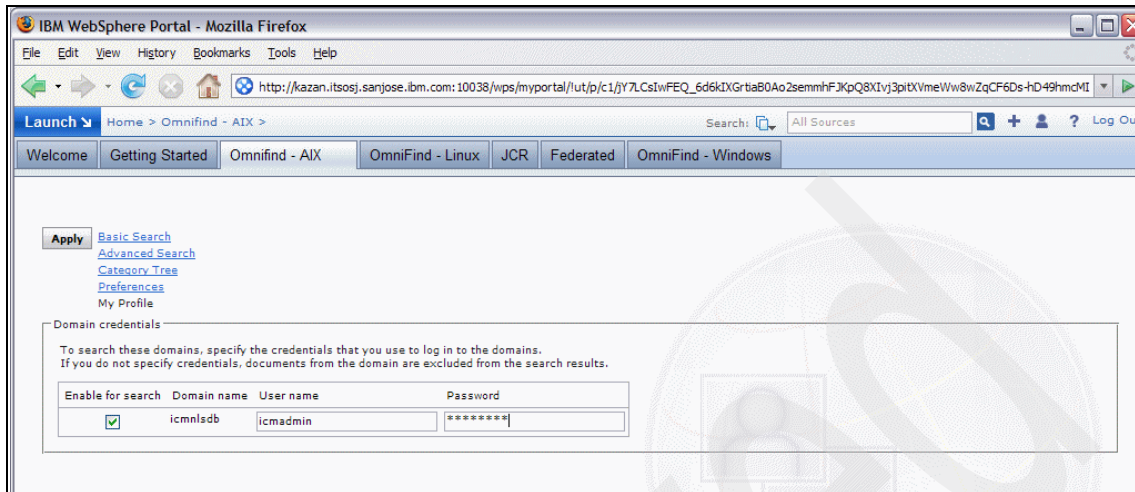 IBM WebSphere Portal - Mozilla Firefox
File Edit View History Bookmarks Tools Help
http://kazan.itsosj.sanjose.ibm.com:10038/wps/myportal/!ut/p/c1/jY7LCsIwFEQ_6d6kIXGrtiaB0Ao2semmhFJKpQ8XIvj3pitXVmeWw8wZqCF6Ds-hD49hmcMI
Launch Home > Omnifind - AIX > Search: All Sources ? Log Ou
Welcome Getting Started Omnifind - AIX OmniFind - Linux JCR Federated OmniFind - Windows
Apply Basic Search
Advanced Search
Category Tree
Preferences
My Profile
Domain credentials
To search these domains, specify the credentials that you use to log in to the domains.
If you do not specify credentials, documents from the domain are excluded from the search results.
Enable for search Domain name User name Password
icmnlsdb icmadmin ********